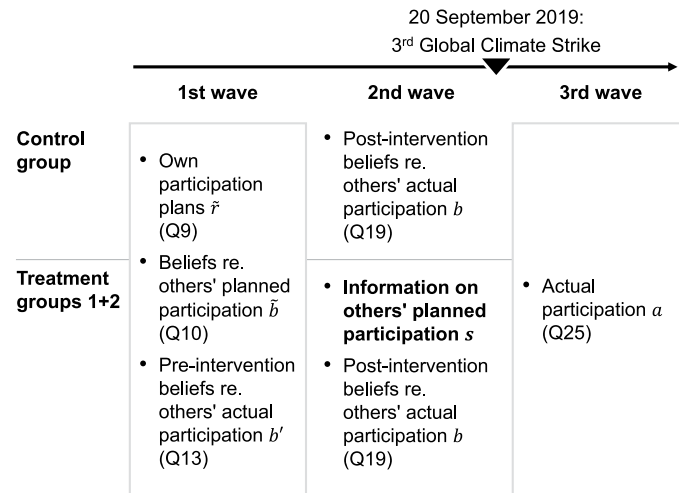 20 September 2019:
3rd Global Climate Strike
1st wave
2nd wave
3rd wave
Control
group
• Own
participation
plans r̃
(Q9)
• Post-intervention
beliefs re.
others' actual
participation b
(Q19)
Treatment
groups 1+2
• Beliefs re.
others' planned
participation b̃
(Q10)
• Pre-intervention
beliefs re.
others' actual
participation b′
(Q13)
• Information on
others' planned
participation s
• Post-intervention
beliefs re.
others' actual
participation b
(Q19)
• Actual
participation a
(Q25)